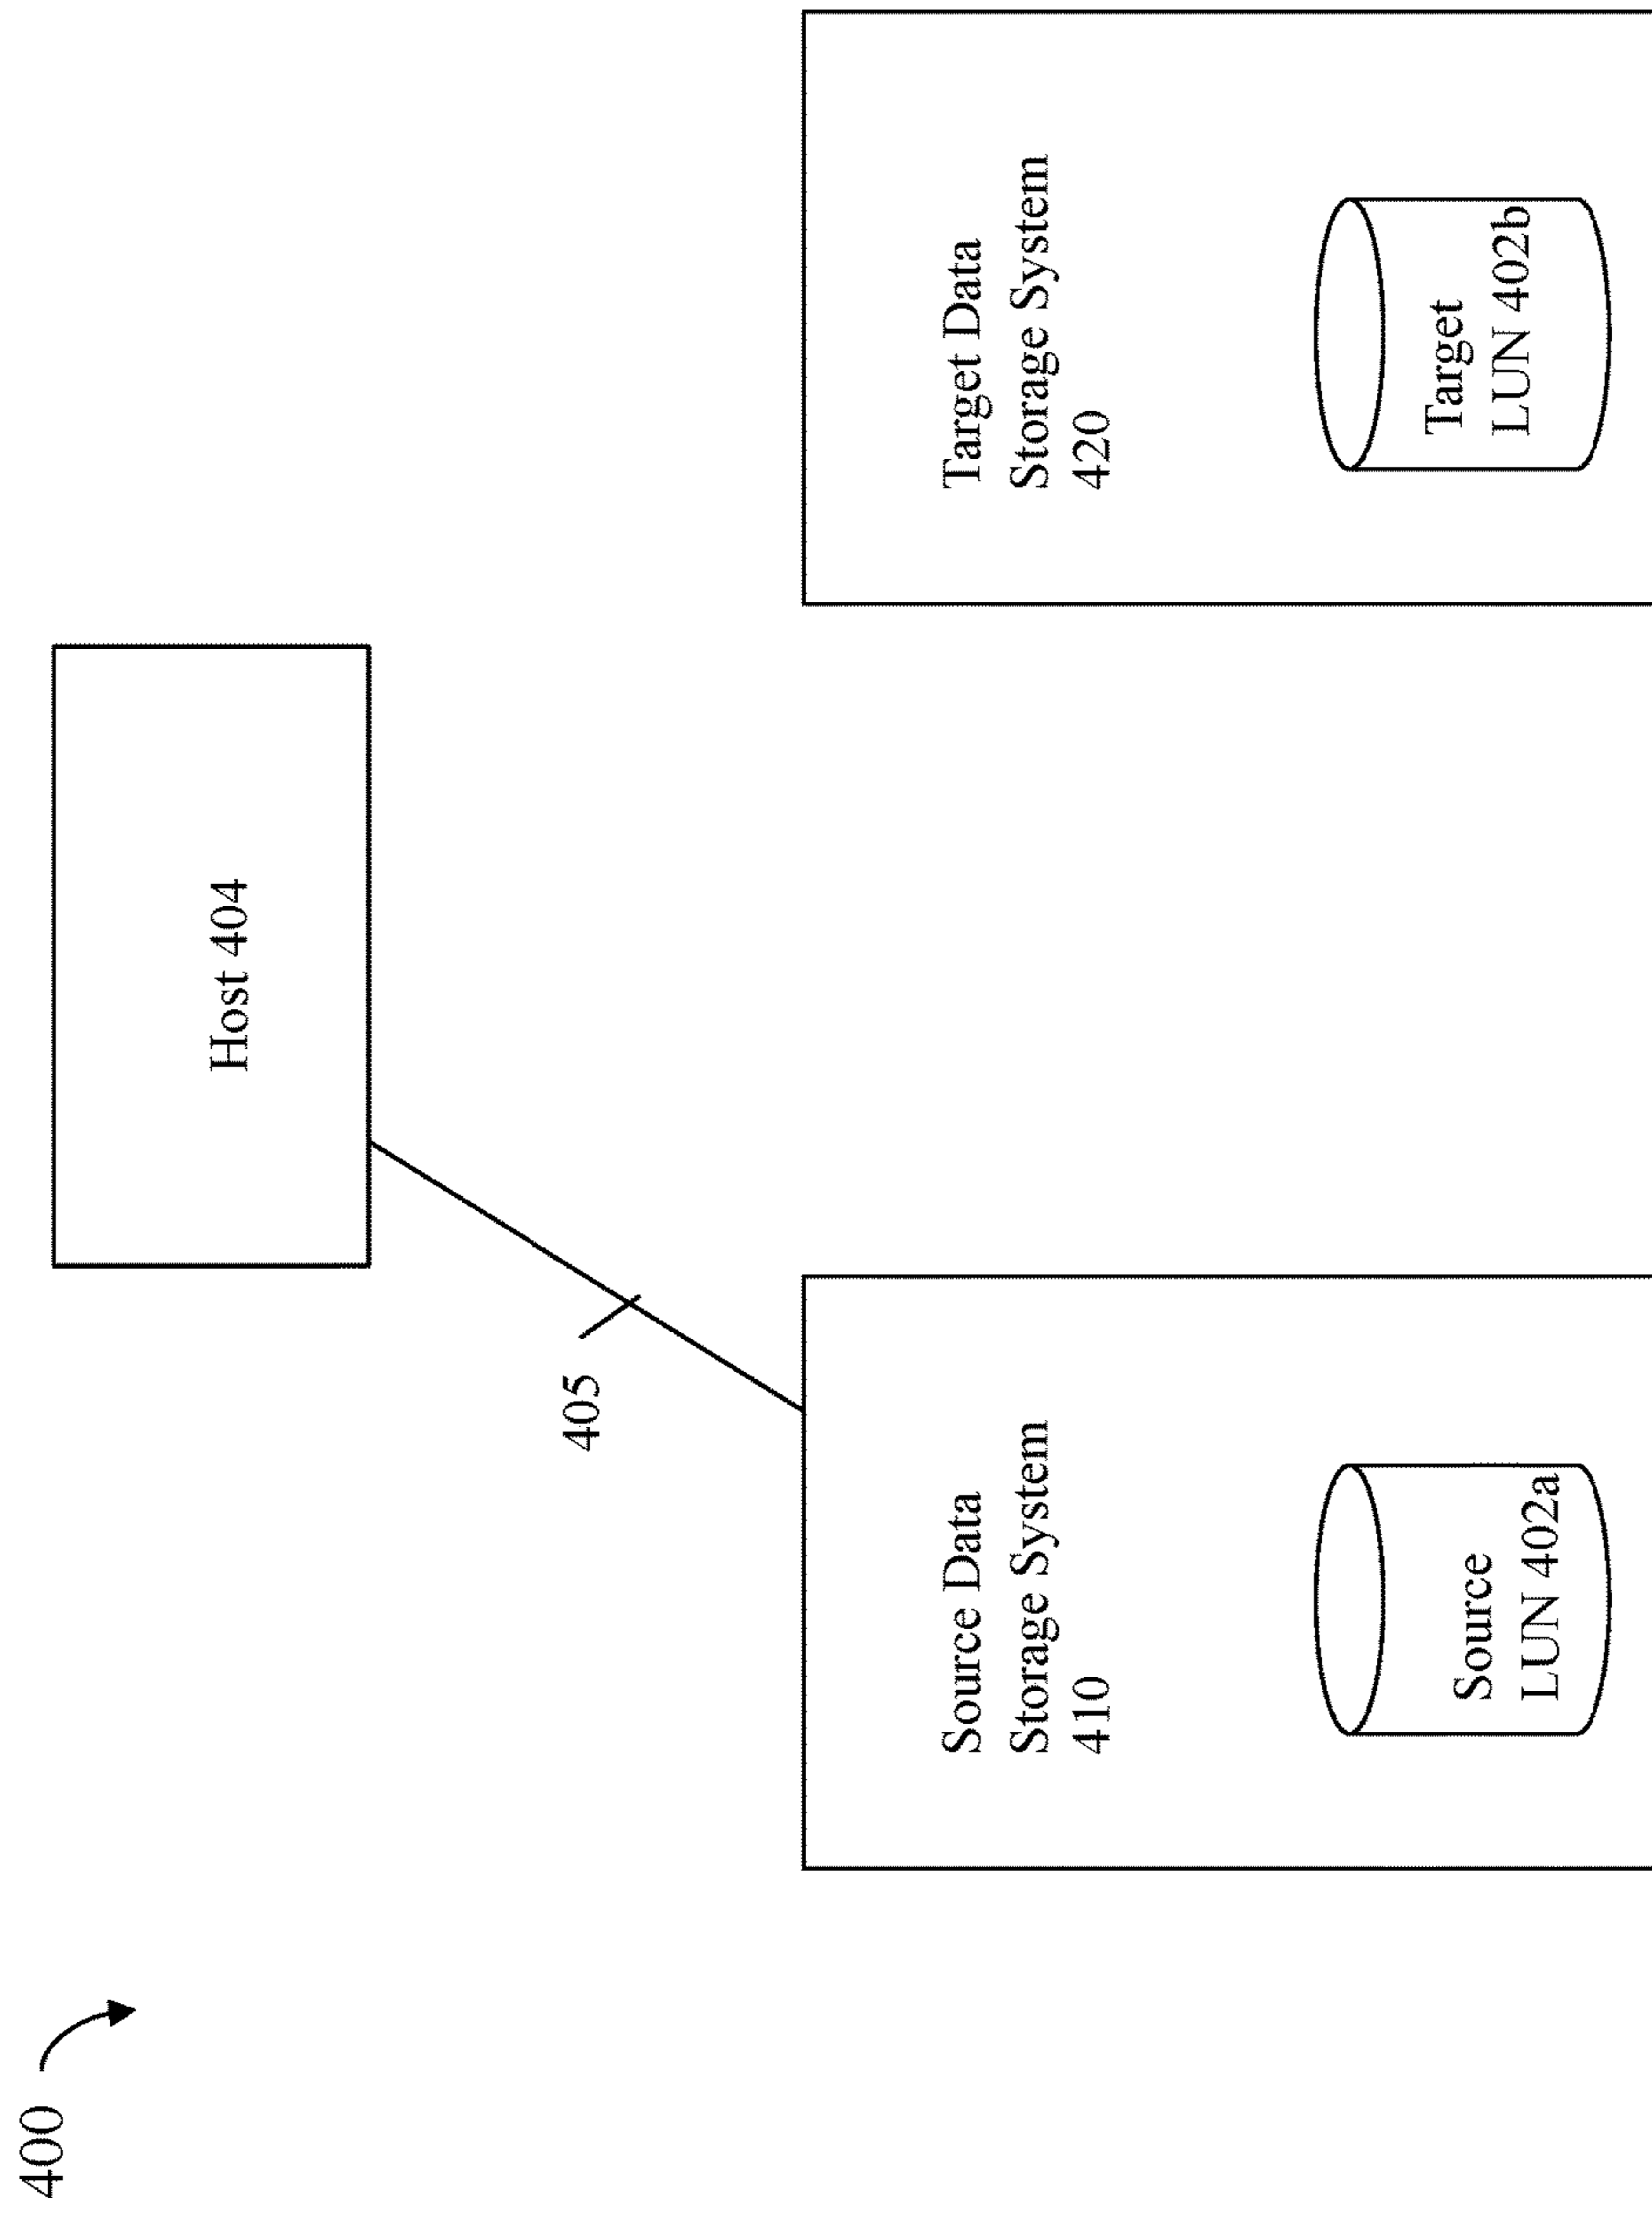 400
Host 404
405
Source Data
Storage System
410
Source
LUN 402a
Target Data
Storage System
420
Target
LUN 402b